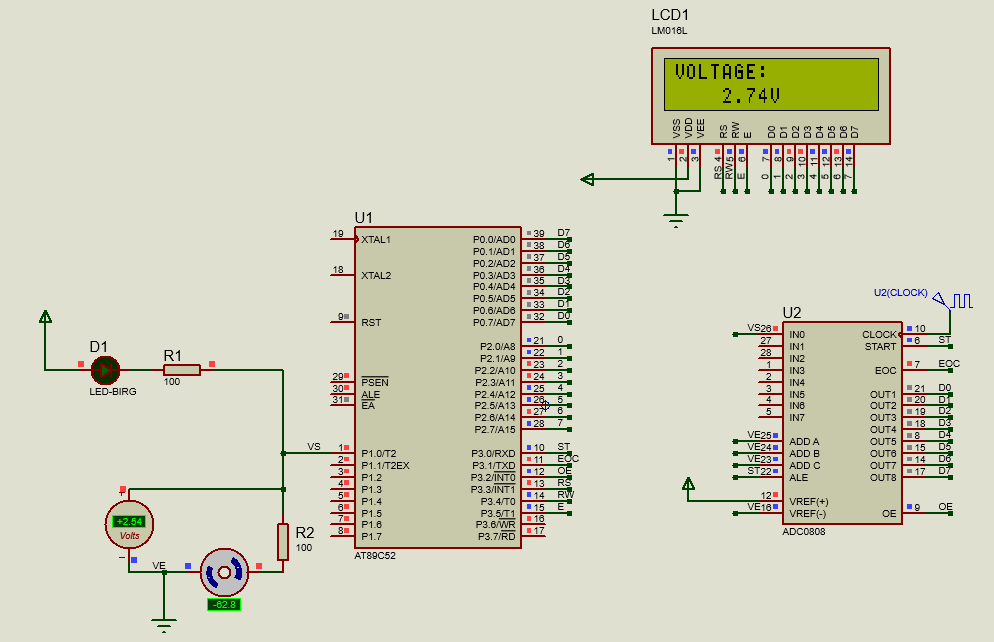 LCD1
LM016L
VOLTAGE:
2.74V
VSS VDD VEE RS RW E D0 D1 D2 D3 D4 D5 D6 D7
1 2 3 4 5 6 7 8 9 10 11 12 13 14
RS RW E 0 1 2 3 4 5 6 7
U1
19 XTAL1 P0.0/AD0 39 D7
P0.1/AD1 38 D6
P0.2/AD2 37 D5
18 XTAL2 P0.3/AD3 36 D4
P0.4/AD4 35 D3
P0.5/AD5 34 D2
P0.6/AD6 33 D1
9 RST P0.7/AD7 32 D0
P2.0/A8 21 0
P2.1/A9 22 1
P2.2/A10 23 2
29 PSEN P2.3/A11 24 3
30 ALE P2.4/A12 25 4
31 EA P2.5/A13 26 5
P2.6/A14 27 6
P2.7/A15 28 7
VS 1 P1.0/T2 P3.0/RXD 10 ST
2 P1.1/T2EX P3.1/TXD 11 EOC
3 P1.2 P3.2/INT0 12 OE
4 P1.3 P3.3/INT1 13 RS
5 P1.4 P3.4/T0 14 RW
6 P1.5 P3.5/T1 15 E
7 P1.6 P3.6/WR 16
8 P1.7 P3.7/RD 17
AT89C52
D1
LED-BIRG
R1
100
+
+2.54
Volts
−
VE
R2
100
-62.8
U2(CLOCK)
U2
VS 26 IN0 CLOCK 10
27 IN1 START 6 ST
28 IN2
1 IN3 EOC 7 EOC
2 IN4
3 IN5 OUT1 21 D0
4 IN6 OUT2 20 D1
5 IN7 OUT3 19 D2
OUT4 18 D3
VE 25 ADD A OUT5 8 D4
VE 24 ADD B OUT6 15 D5
VE 23 ADD C OUT7 14 D6
ST 22 ALE OUT8 17 D7
12 VREF(+)
VE 16 VREF(-) OE 9 OE
ADC0808